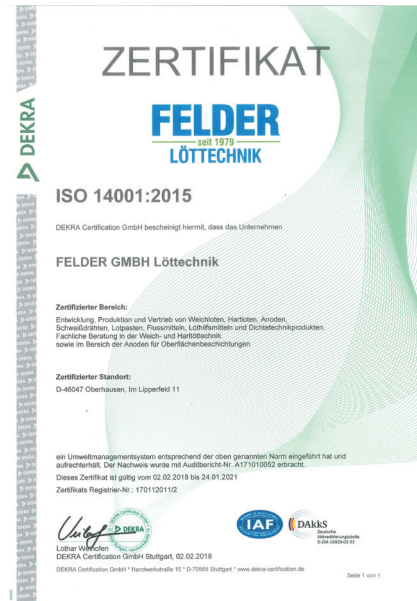 ZERTIFIKAT
DEKRA
FELDER
seit 1979
LÖTTECHNIK
ISO 14001:2015
DEKRA Certification GmbH bescheinigt hiermit, dass das Unternehmen
FELDER GMBH Löttechnik
Zertifizierter Bereich:
Entwicklung, Produktion und Vertrieb von Weichloten, Hartloten, Anoden,
Schweißdrähten, Lotpasten, Flussmitteln, Löthilfsmitteln und Dichtetechnikprodukten.
Fachliche Beratung in der Weich- und Hartlöttechnik
sowie im Bereich der Anoden für Oberflächenbeschichtungen
Zertifizierter Standort:
D-46047 Oberhausen, Im Lipperfeld 11
ein Umweltmanagementsystem entsprechend der oben genannten Norm eingeführt hat und
aufrechterhält. Der Nachweis wurde mit Auditbericht-Nr. A171010052 erbracht.
Dieses Zertifikat ist gültig vom 02.02.2018 bis 24.01.2021
Zertifikats Registrier-Nr.: 170112011/2
DEKRA
IAF
DAkkS
Deutsche
Akkreditierungsstelle
Lothar Weihofen
DEKRA Certification GmbH Stuttgart, 02.02.2018
DEKRA Certification GmbH * Handwerkstraße 15 * D-70565 Stuttgart * www.dekra-certification.de
Seite 1 von 1